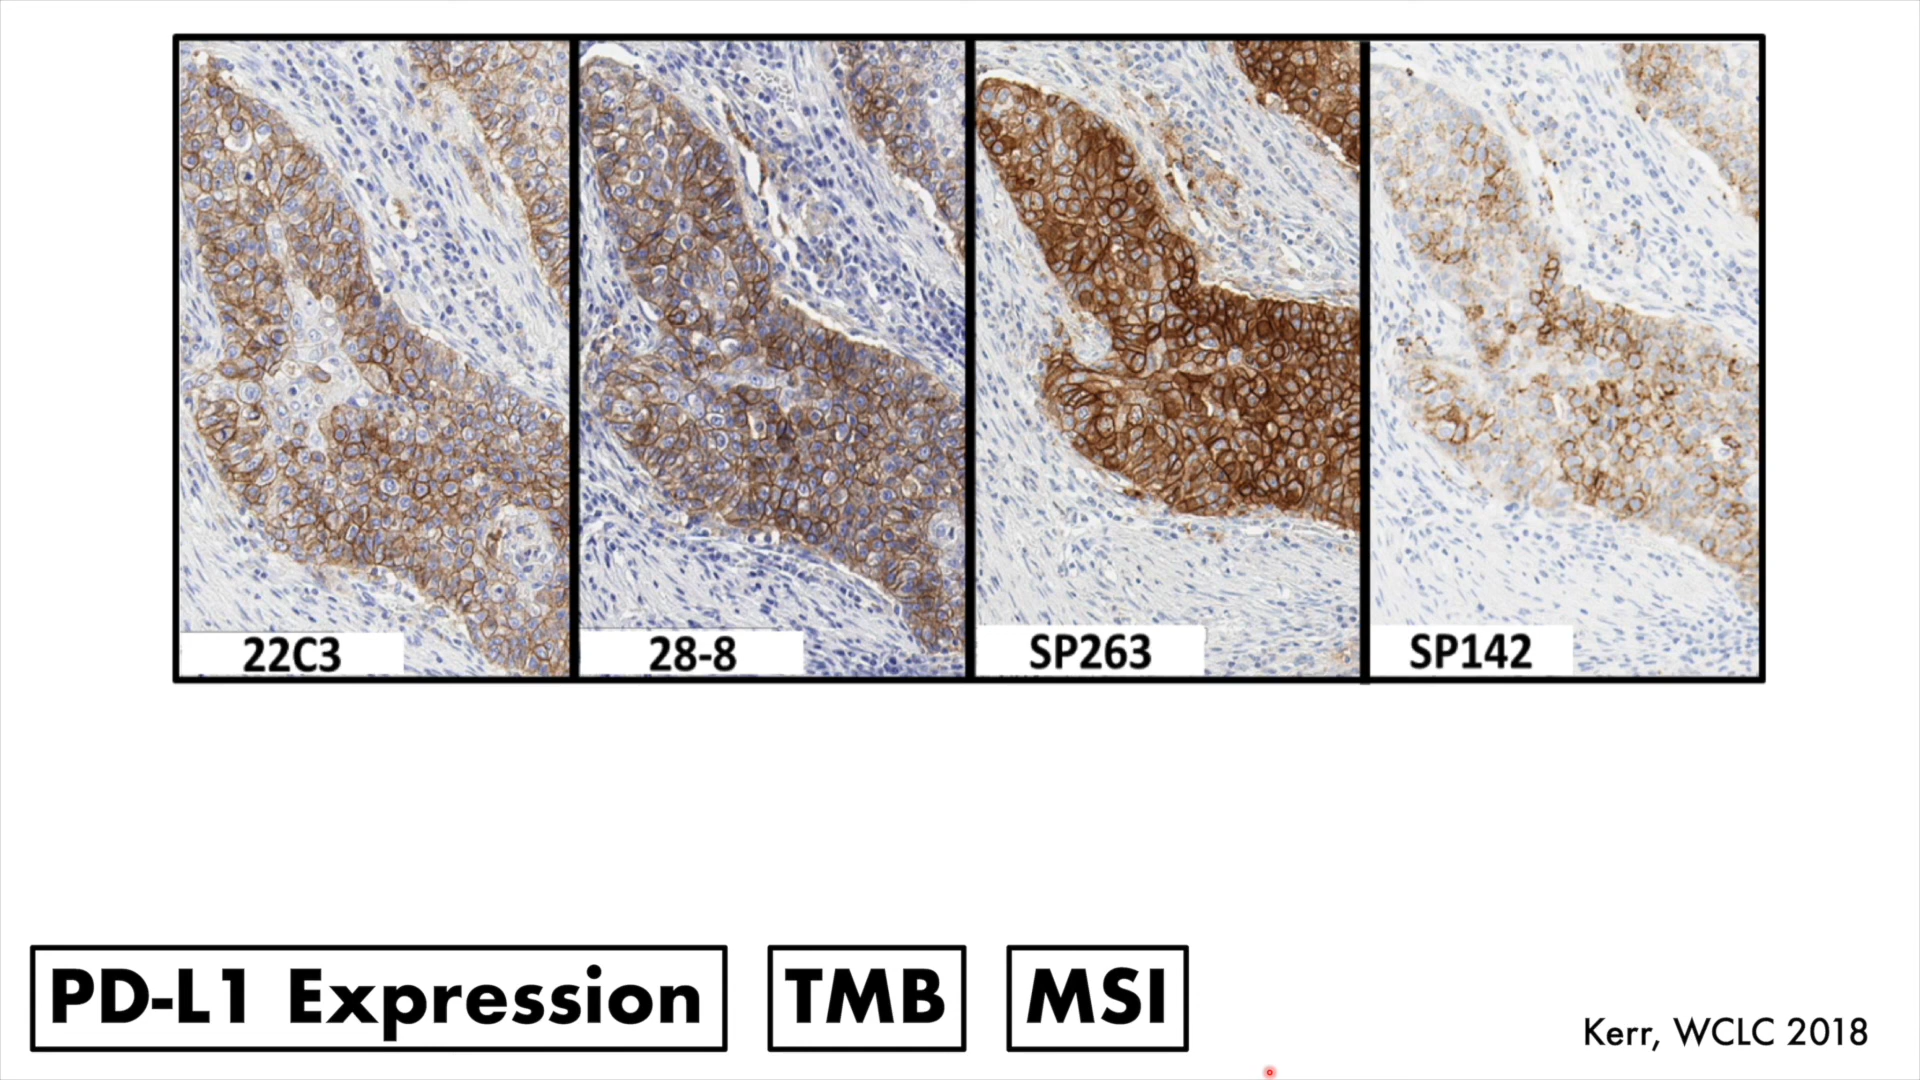 22C3
28-8
SP263
SP142
PD-L1 Expression
TMB
MSI
Kerr, WCLC 2018